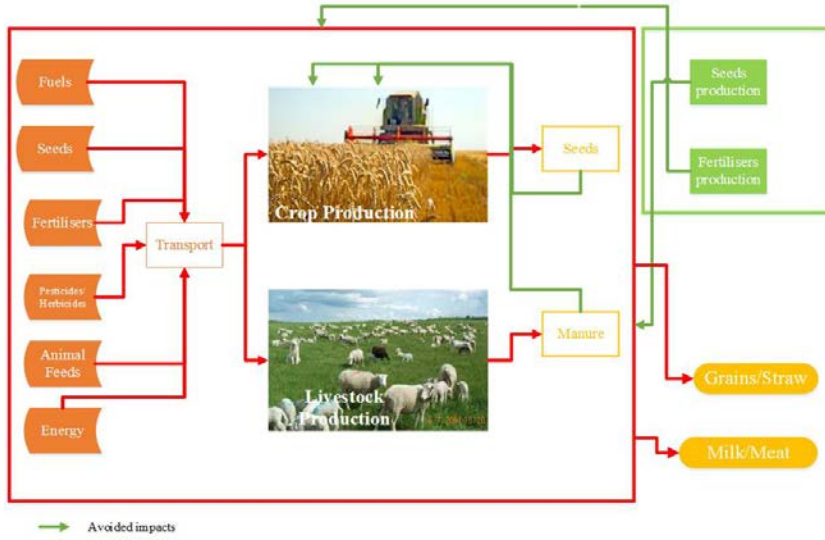 Fuels
Seeds
Fertilisers
Pesticides/
Herbicides
Animal
Feeds
Energy
Transport
Crop Production
Livestock
Production
Seeds
Manure
Seeds
production
Fertilisers
production
Grains/Straw
Milk/Meat
Avoided impacts